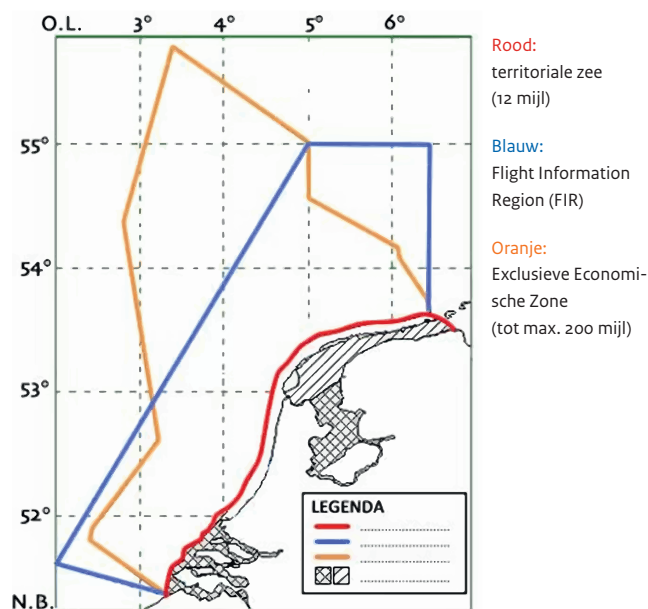 O.L. 3° 4° 5° 6°
55°
54°
53°
52°
N.B.
LEGENDA
Rood:
territoriale zee
(12 mijl)
Blauw:
Flight Information
Region (FIR)
Oranje:
Exclusieve Economi-
sche Zone
(tot max. 200 mijl)